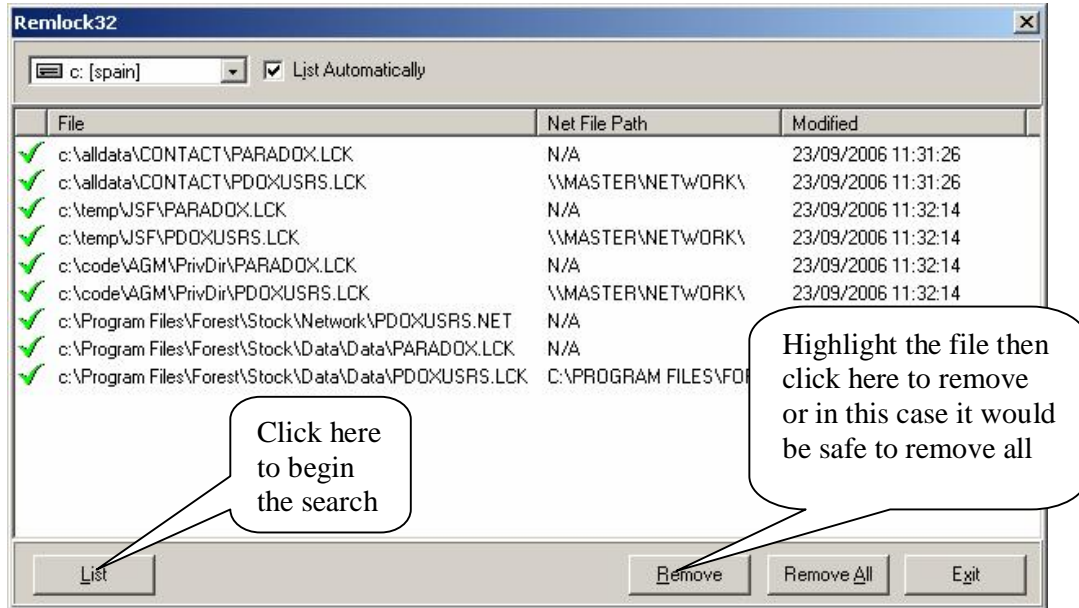 Remlock32
c: [spain] List Automatically
File Net File Path Modified
c:\alldata\CONTACT\PARADOX.LCK N/A 23/09/2006 11:31:26
c:\alldata\CONTACT\PDOXUSRS.LCK \\MASTER\NETWORK\ 23/09/2006 11:31:26
c:\temp\JSF\PARADOX.LCK N/A 23/09/2006 11:32:14
c:\temp\JSF\PDOXUSRS.LCK \\MASTER\NETWORK\ 23/09/2006 11:32:14
c:\code\AGM\PrivDir\PARADOX.LCK N/A 23/09/2006 11:32:14
c:\code\AGM\PrivDir\PDOXUSRS.LCK \\MASTER\NETWORK\ 23/09/2006 11:32:14
c:\Program Files\Forest\Stock\Network\PDOXUSRS.NET N/A
c:\Program Files\Forest\Stock\Data\Data\PARADOX.LCK N/A
c:\Program Files\Forest\Stock\Data\Data\PDOXUSRS.LCK C:\PROGRAM FILES\FOR
Highlight the file then
click here to remove
or in this case it would
be safe to remove all
Click here
to begin
the search
List Remove Remove All Exit